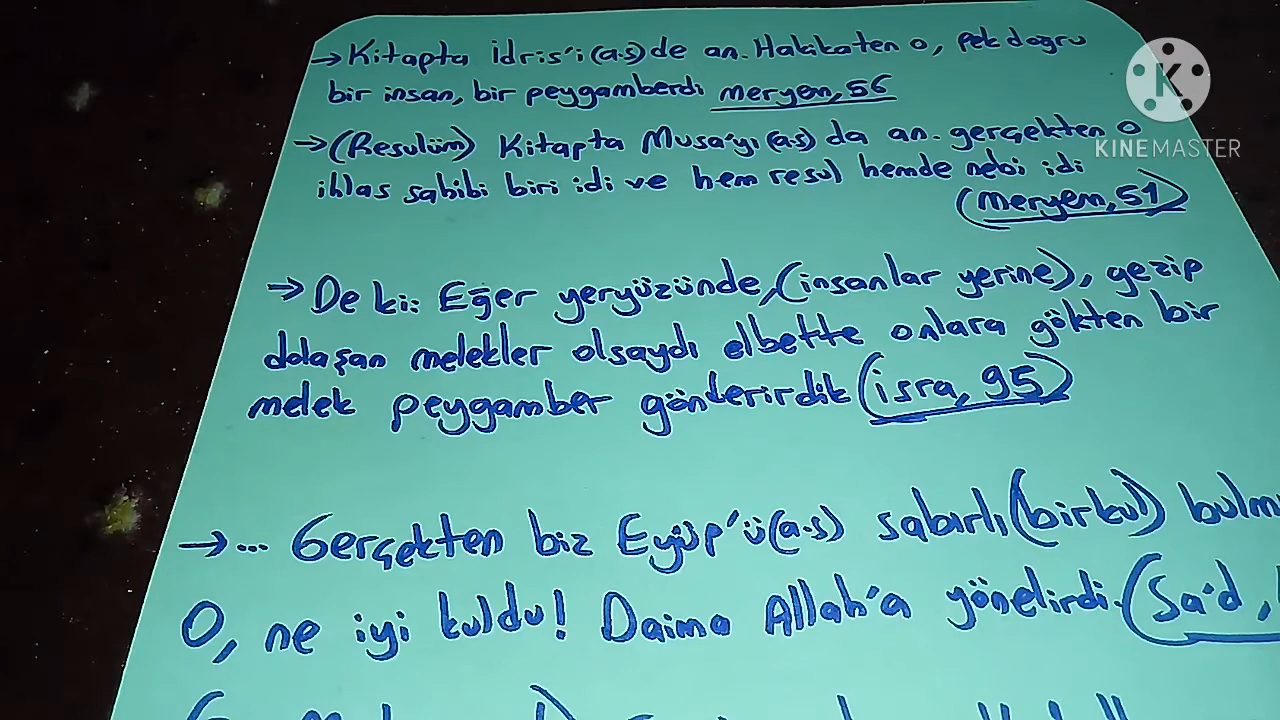 → Kitapta İdris'i (a.s) de an. Hakikaten o, pek doğru
bir insan, bir peygamberdi meryem, 56
→ (Resulüm) Kitapta Musa'yı (a.s) da an. gerçekten o
ihlas sahibi biri idi ve hem resul hemde nebi idi
(meryem, 51)
→ De ki: Eğer yeryüzünde, (insanlar yerine), gezip
dolaşan melekler olsaydı elbette onlara gökten bir
melek peygamber gönderirdik (isra, 95)
→... Gerçekten biz Eyüp'ü (a.s) sabırlı (bir kul) bulm
O, ne iyi kuldu! Daima Allah'a yönelirdi. (Sa'd,
KINEMASTER